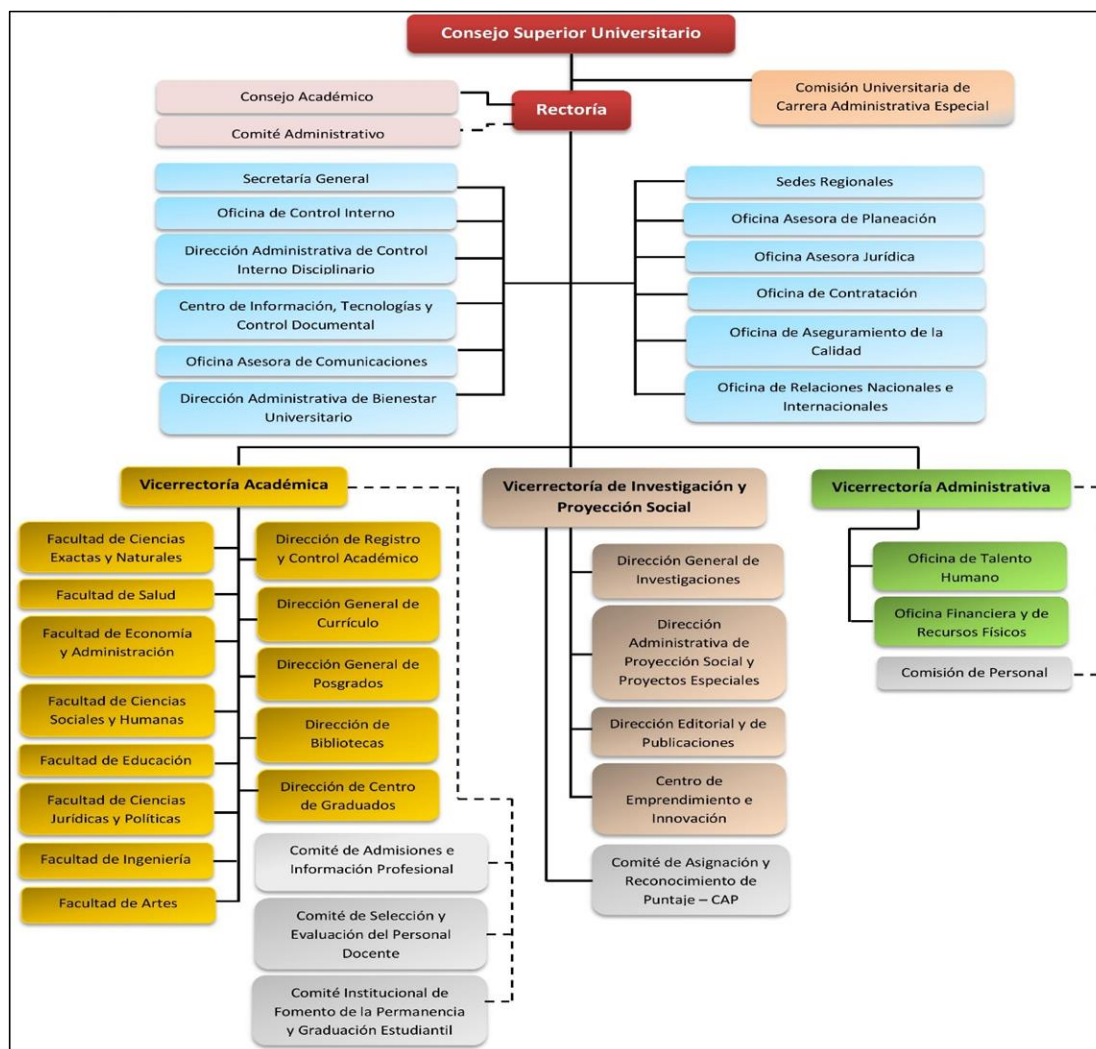 Consejo Superior Universitario
Comisión Universitaria de
Carrera Administrativa Especial
Consejo Académico
Rectoría
Comité Administrativo
Secretaría General
Oficina de Control Interno
Dirección Administrativa de Control
Interno Disciplinario
Centro de Información, Tecnologías y
Control Documental
Oficina Asesora de Comunicaciones
Dirección Administrativa de Bienestar
Universitario
Sedes Regionales
Oficina Asesora de Planeación
Oficina Asesora Jurídica
Oficina de Contratación
Oficina de Aseguramiento de la
Calidad
Oficina de Relaciones Nacionales e
Internacionales
Vicerrectoría Académica
Facultad de Ciencias
Exactas y Naturales
Facultad de Salud
Facultad de Economía
y Administración
Facultad de Ciencias
Sociales y Humanas
Facultad de Educación
Facultad de Ciencias
Jurídicas y Políticas
Facultad de Ingeniería
Facultad de Artes
Dirección de Registro
y Control Académico
Dirección General de
Currículo
Dirección General de
Posgrados
Dirección de
Bibliotecas
Dirección de Centro
de Graduados
Comité de Admisiones e
Información Profesional
Comité de Selección y
Evaluación del Personal
Docente
Comité Institucional de
Fomento de la Permanencia
y Graduación Estudiantil
Vicerrectoría de Investigación y
Proyección Social
Dirección General de
Investigaciones
Dirección
Administrativa de
Proyección Social y
Proyectos Especiales
Dirección Editorial y de
Publicaciones
Centro de
Emprendimiento e
Innovación
Comité de Asignación y
Reconocimiento de
Puntaje – CAP
Vicerrectoría Administrativa
Oficina de Talento
Humano
Oficina Financiera y de
Recursos Físicos
Comisión de Personal